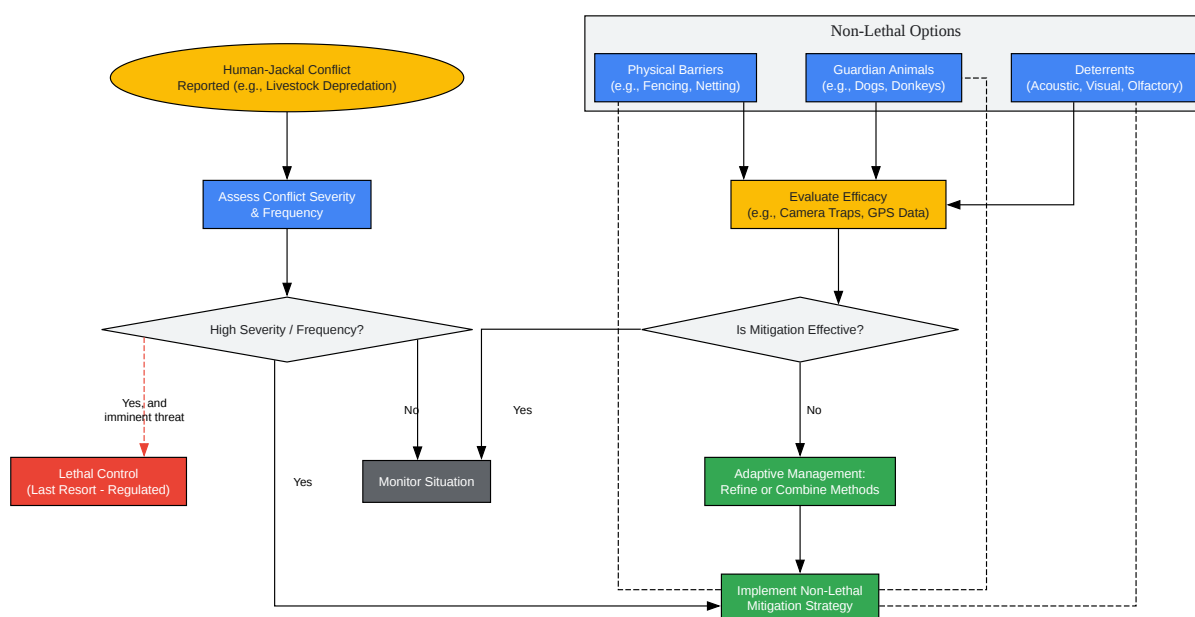 Non-Lethal Options
Human-Jackal Conflict
Reported (e.g., Livestock Depredation)
Physical Barriers
(e.g., Fencing, Netting)
Guardian Animals
(e.g., Dogs, Donkeys)
Deterrents
(Acoustic, Visual, Olfactory)
Assess Conflict Severity
& Frequency
Evaluate Efficacy
(e.g., Camera Traps, GPS Data)
High Severity / Frequency?
Is Mitigation Effective?
Yes, and
imminent threat
No
Yes
No
Lethal Control
(Last Resort - Regulated)
Yes
Monitor Situation
Adaptive Management:
Refine or Combine Methods
Implement Non-Lethal
Mitigation Strategy